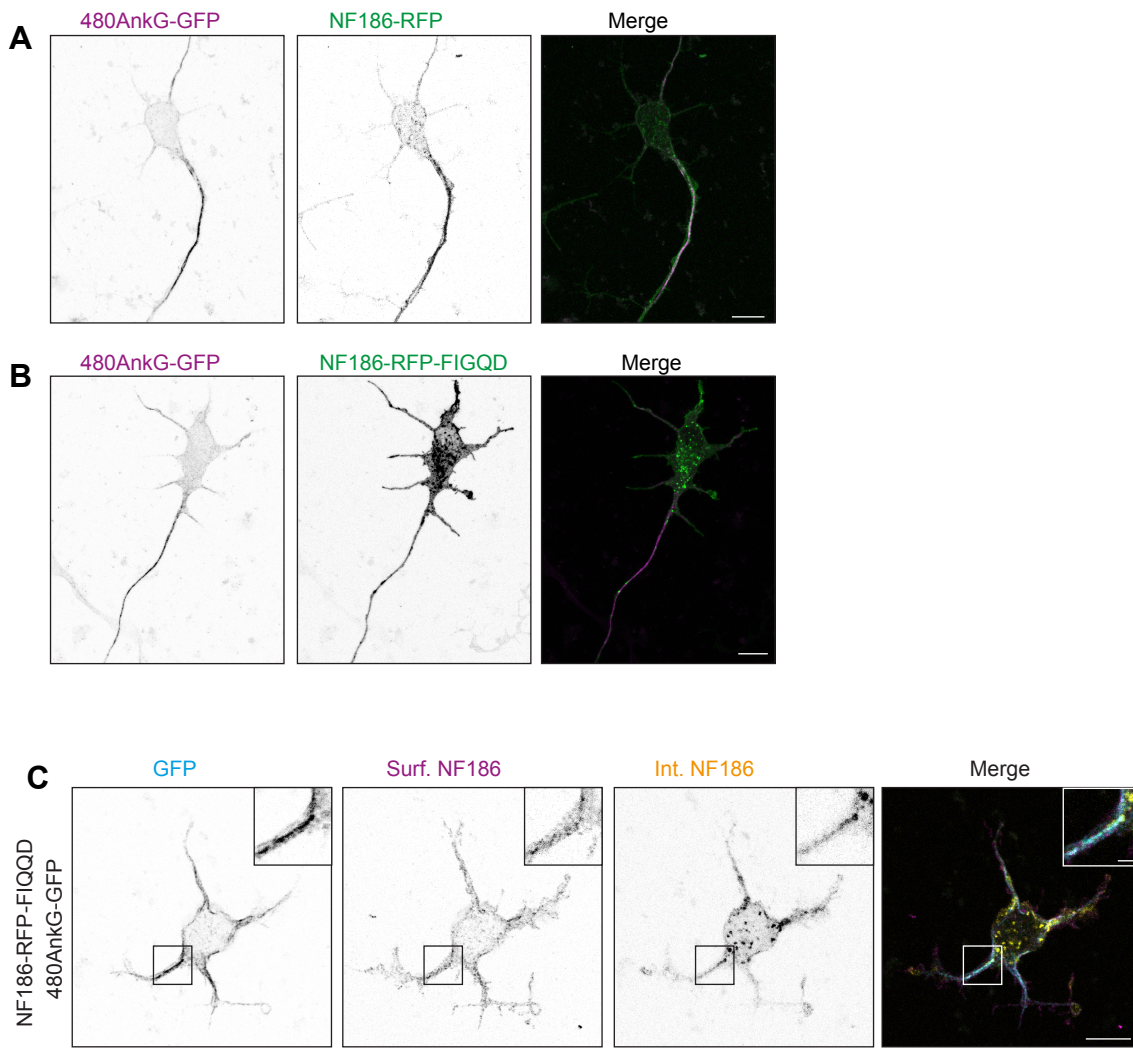 A
480AnkG-GFP NF186-RFP Merge
B
480AnkG-GFP NF186-RFP-FIGQD Merge
C
GFP Surf. NF186 Int. NF186 Merge
NF186-RFP-FIQQD
480AnkG-GFP